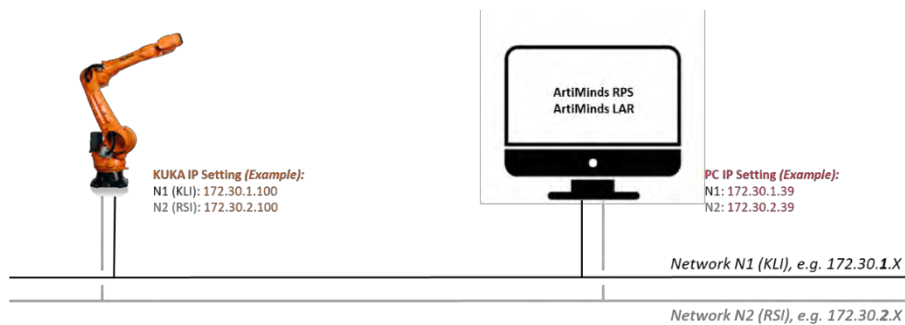 ArtiMinds RPS
ArtiMinds LAR
KUKA IP Setting (Example):
N1 (KLI): 172.30.1.100
N2 (RSI): 172.30.2.100
PC IP Setting (Example):
N1: 172.30.1.39
N2: 172.30.2.39
Network N1 (KLI), e.g. 172.30.1.X
Network N2 (RSI), e.g. 172.30.2.X